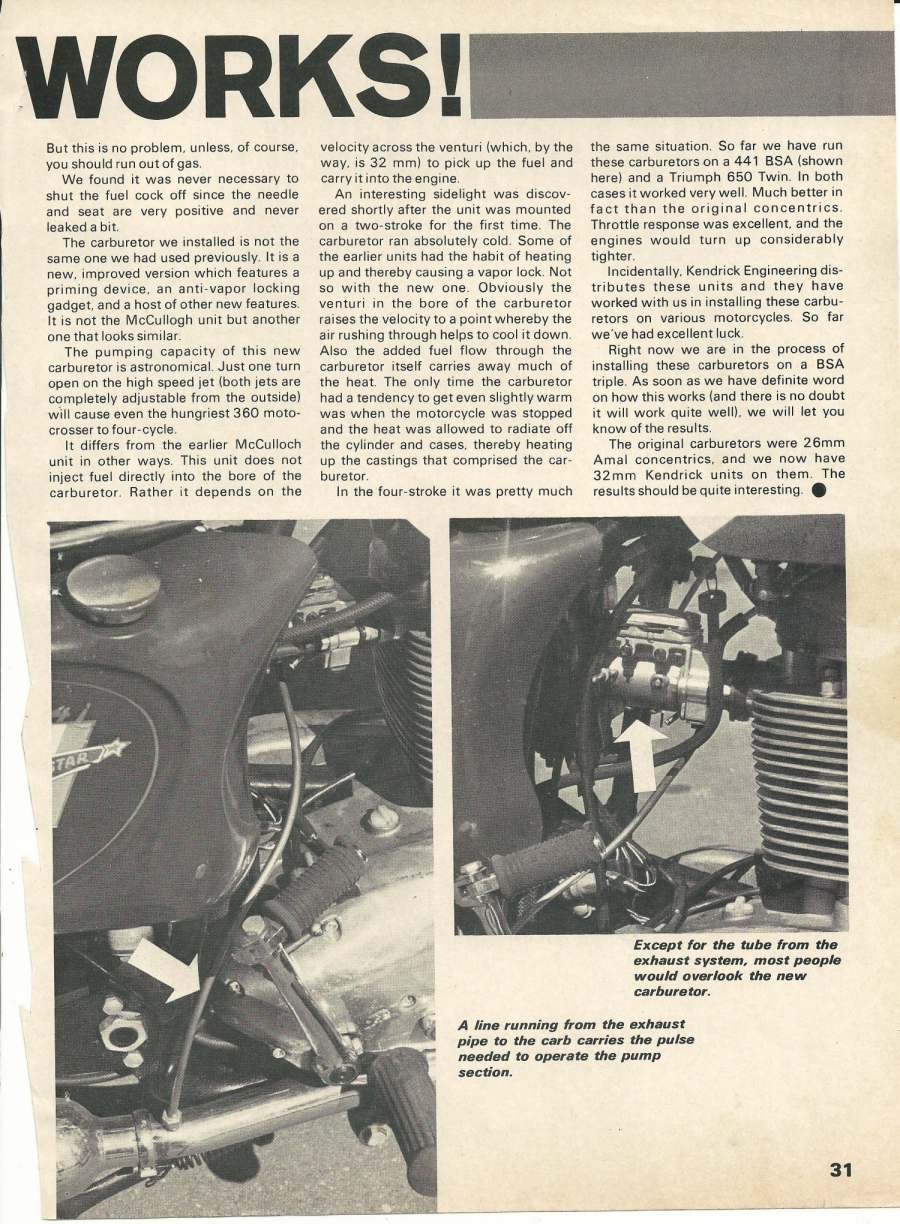 WORKS!
But this is no problem, unless, of course,
you should run out of gas.
We found it was never necessary to
shut the fuel cock off since the needle
and seat are very positive and never
leaked a bit.
The carburetor we installed is not the
same one we had used previously. It is a
new, improved version which features a
priming device, an anti-vapor locking
gadget, and a host of other new features.
It is not the McCullogh unit but another
one that looks similar.
The pumping capacity of this new
carburetor is astronomical. Just one turn
open on the high speed jet (both jets are
completely adjustable from the outside)
will cause even the hungriest 360 moto-
crosser to four-cycle.
It differs from the earlier McCulloch
unit in other ways. This unit does not
inject fuel directly into the bore of the
carburetor. Rather it depends on the
velocity across the venturi (which, by the
way, is 32 mm) to pick up the fuel and
carry it into the engine.
An interesting sidelight was discov-
ered shortly after the unit was mounted
on a two-stroke for the first time. The
carburetor ran absolutely cold. Some of
the earlier units had the habit of heating
up and thereby causing a vapor lock. Not
so with the new one. Obviously the
venturi in the bore of the carburetor
raises the velocity to a point whereby the
air rushing through helps to cool it down.
Also the added fuel flow through the
carburetor itself carries away much of
the heat. The only time the carburetor
had a tendency to get even slightly warm
was when the motorcycle was stopped
and the heat was allowed to radiate off
the cylinder and cases, thereby heating
up the castings that comprised the car-
buretor.
In the four-stroke it was pretty much
the same situation. So far we have run
these carburetors on a 441 BSA (shown
here) and a Triumph 650 Twin. In both
cases it worked very well. Much better in
fact than the original concentrics.
Throttle response was excellent, and the
engines would turn up considerably
tighter.
Incidentally, Kendrick Engineering dis-
tributes these units and they have
worked with us in installing these carbu-
retors on various motorcycles. So far
we've had excellent luck.
Right now we are in the process of
installing these carburetors on a BSA
triple. As soon as we have definite word
on how this works (and there is no doubt
it will work quite well), we will let you
know of the results.
The original carburetors were 26mm
Amal concentrics, and we now have
32mm Kendrick units on them. The
results should be quite interesting.
STAR
Except for the tube from the
exhaust system, most people
would overlook the new
carburetor.
A line running from the exhaust
pipe to the carb carries the pulse
needed to operate the pump
section.
31